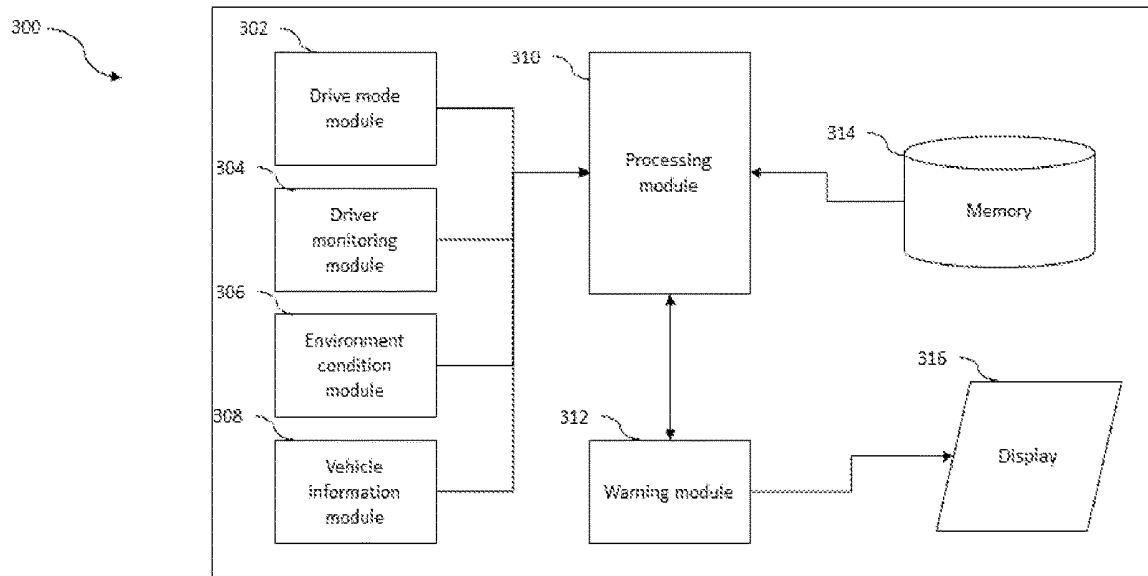 300
302
Drive mode
module
304
Driver
monitoring
module
306
Environment
condition
module
308
Vehicle
information
module
310
Processing
module
312
Warning module
314
Memory
316
Display